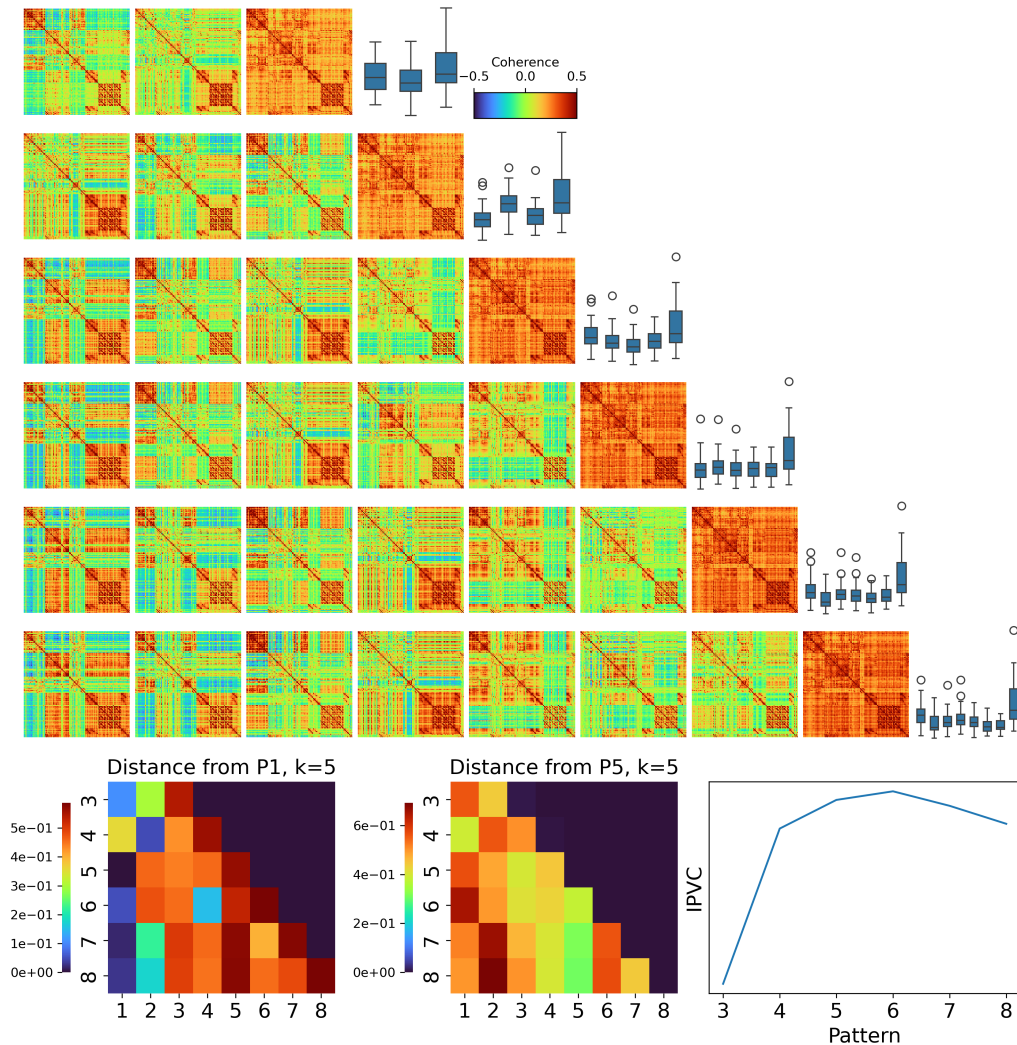 Coherence
−0.5 0.0 0.5
Distance from P1, k=5
Distance from P5, k=5
5e−01
4e−01
3e−01
2e−01
1e−01
0e+00
3
4
5
6
7
8
1 2 3 4 5 6 7 8
6e−01
4e−01
2e−01
0e+00
3
4
5
6
7
8
1 2 3 4 5 6 7 8
IPVC
3 4 5 6 7 8
Pattern